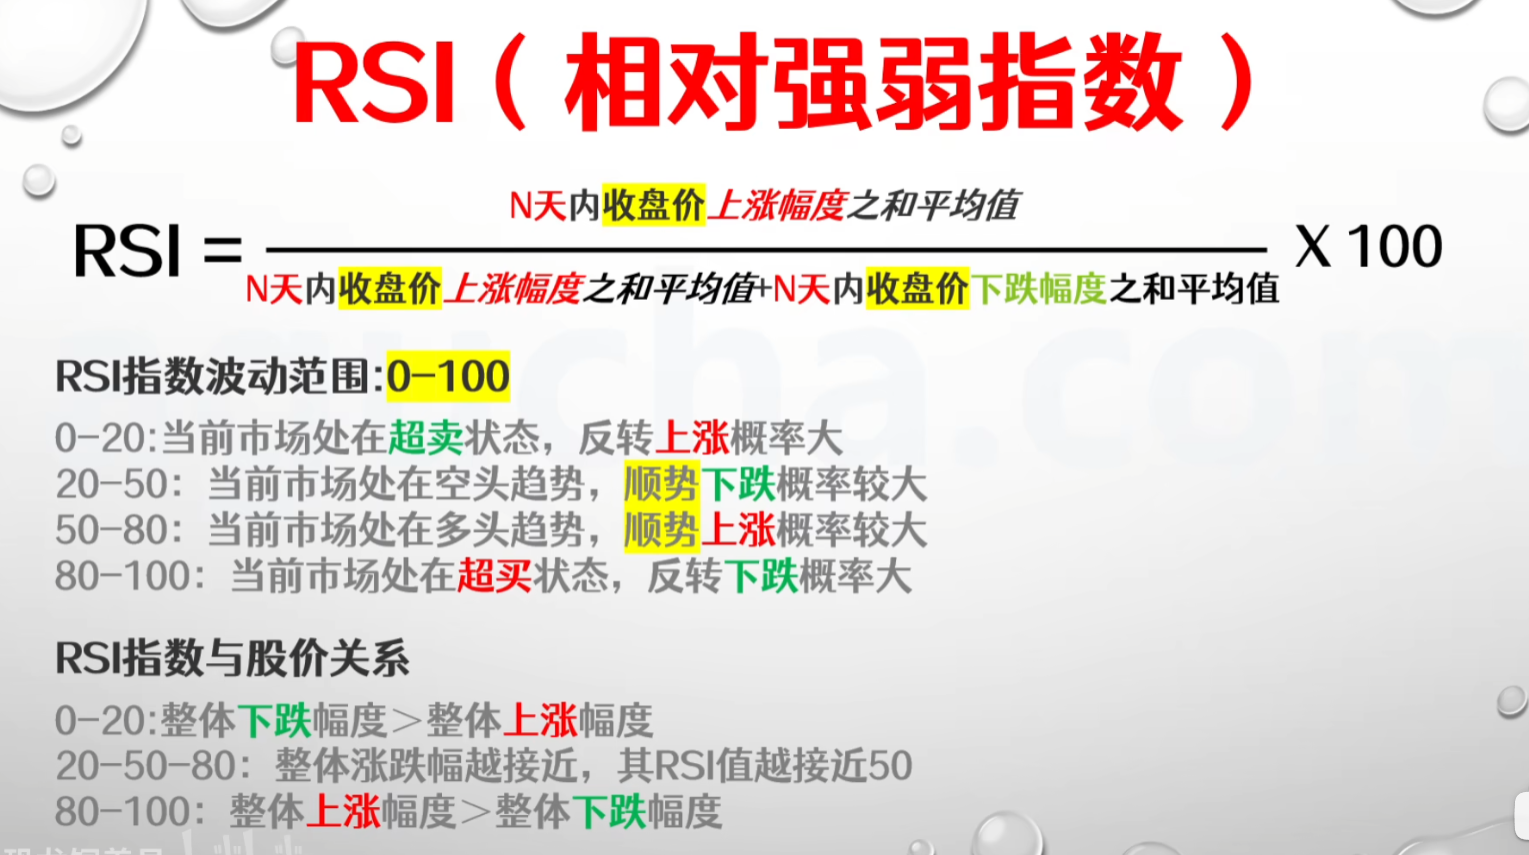 RSI（相对强弱指数）
N天内收盘价上涨幅度之和平均值
RSI = X 100
N天内收盘价上涨幅度之和平均值+N天内收盘价下跌幅度之和平均值
RSI指数波动范围:0-100
0-20:当前市场处在超卖状态，反转上涨概率大
20-50：当前市场处在空头趋势，顺势下跌概率较大
50-80：当前市场处在多头趋势，顺势上涨概率较大
80-100：当前市场处在超买状态，反转下跌概率大
RSI指数与股价关系
0-20:整体下跌幅度＞整体上涨幅度
20-50-80：整体涨跌幅越接近，其RSI值越接近50
80-100：整体上涨幅度＞整体下跌幅度